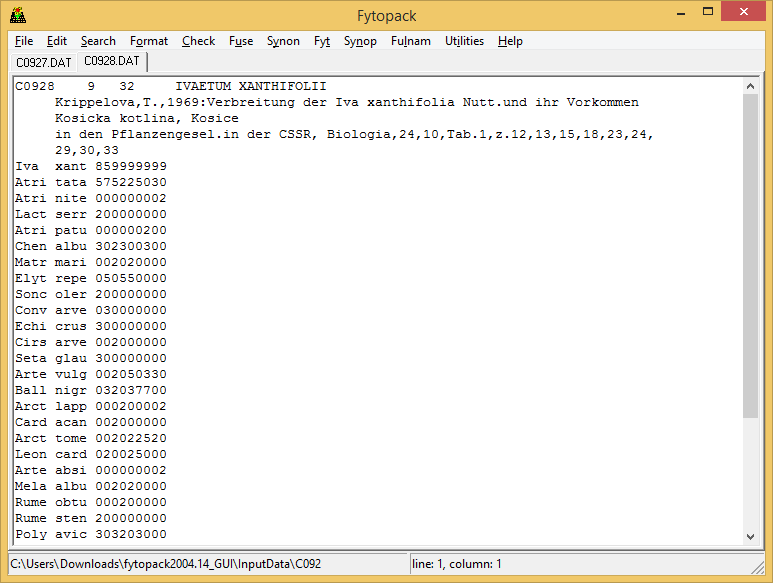 Fytopack
File Edit Search Format Check Fuse Synon Fyt Synop Fulnam Utilities Help
C0927.DAT C0928.DAT
C0928 9 32 IVAETUM XANTHIFOLII
Krippelova,T.,1969:Verbreitung der Iva xanthifolia Nutt.und ihr Vorkommen
Kosicka kotlina, Kosice
in den Pflanzengesel.in der CSSR, Biologia,24,10,Tab.1,z.12,13,15,18,23,24,
29,30,33
Iva xant 859999999
Atri tata 575225030
Atri nite 000000002
Lact serr 200000000
Atri patu 000000200
Chen albu 302300300
Matr mari 002020000
Elyt repe 050550000
Sonc oler 200000000
Conv arve 030000000
Echi crus 300000000
Cirs arve 002000000
Seta glau 300000000
Arte vulg 002050330
Ball nigr 032037700
Arct lapp 000200002
Card acan 002000000
Arct tome 002022520
Leon card 020025000
Arte absi 000000002
Mela albu 002020000
Rume obtu 000200000
Rume sten 200000000
Poly avic 303203000
C:\Users\Downloads\fytopack2004.14_GUI\InputData\C092 line: 1, column: 1